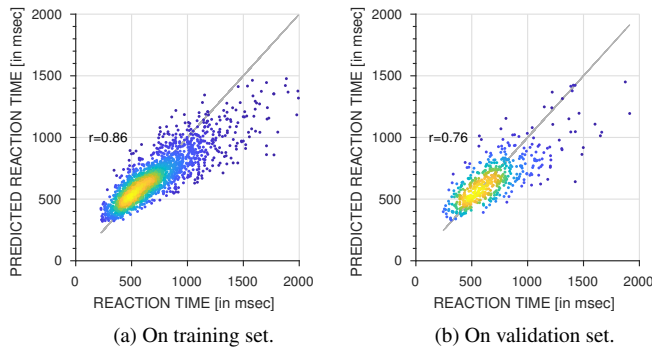 2000
1500
1000
500
0
PREDICTED REACTION TIME [in msec]
r=0.86
0 500 1000 1500 2000
REACTION TIME [in msec]
(a) On training set.
2000
1500
1000
500
0
PREDICTED REACTION TIME [in msec]
r=0.76
0 500 1000 1500 2000
REACTION TIME [in msec]
(b) On validation set.